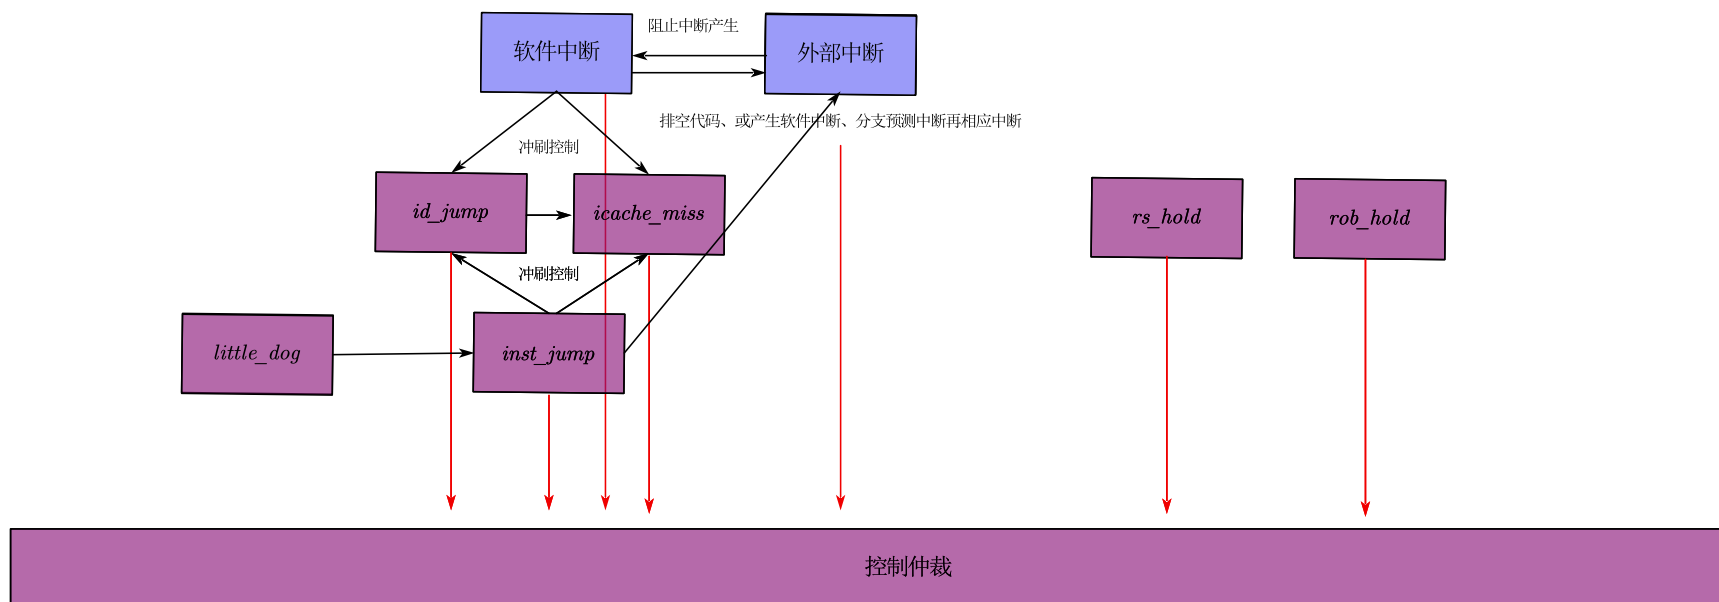 阻止中断产生
软件中断
外部中断
排空代码、或产生软件中断、分支预测中断再相应中断
冲刷控制
id_jump
icache_miss
rs_hold
rob_hold
冲刷控制
little_dog
inst_jump
控制仲裁